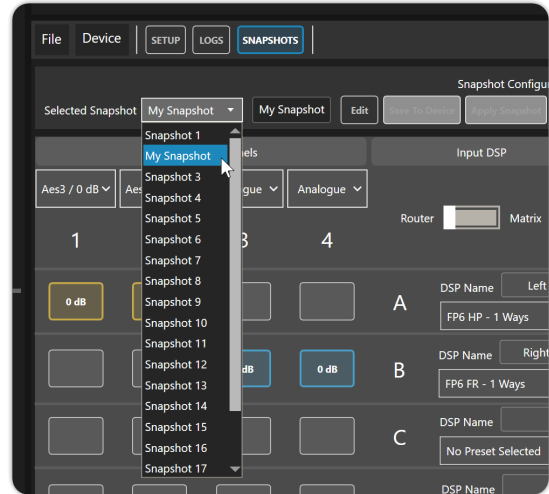 File Device SETUP LOGS SNAPSHOTS
Snapshot Configu
Selected Snapshot My Snapshot My Snapshot Edit Save To Device Apply Snapshot
Snapshot 1
My Snapshot nels Input DSP
Snapshot 3
Aes3 / 0 dB Aes gue Analogue
Snapshot 4
Snapshot 5
Router Matrix
1 3 4
Snapshot 6
Snapshot 7
Snapshot 8
DSP Name Left
0 dB A
Snapshot 9
FP6 HP - 1 Ways
Snapshot 10
Snapshot 11
DSP Name Right
Snapshot 12
dB 0 dB B
Snapshot 13
FP6 FR - 1 Ways
Snapshot 14
DSP Name
Snapshot 15
C
Snapshot 16
No Preset Selected
Snapshot 17
DSP Name